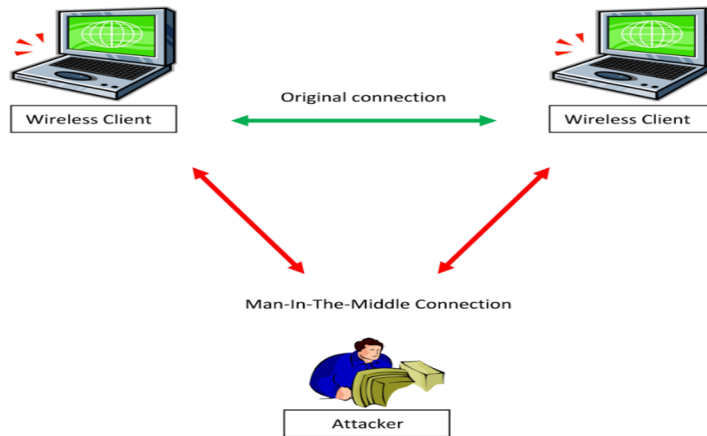 Original connection
Wireless Client
Wireless Client
Man-In-The-Middle Connection
Attacker